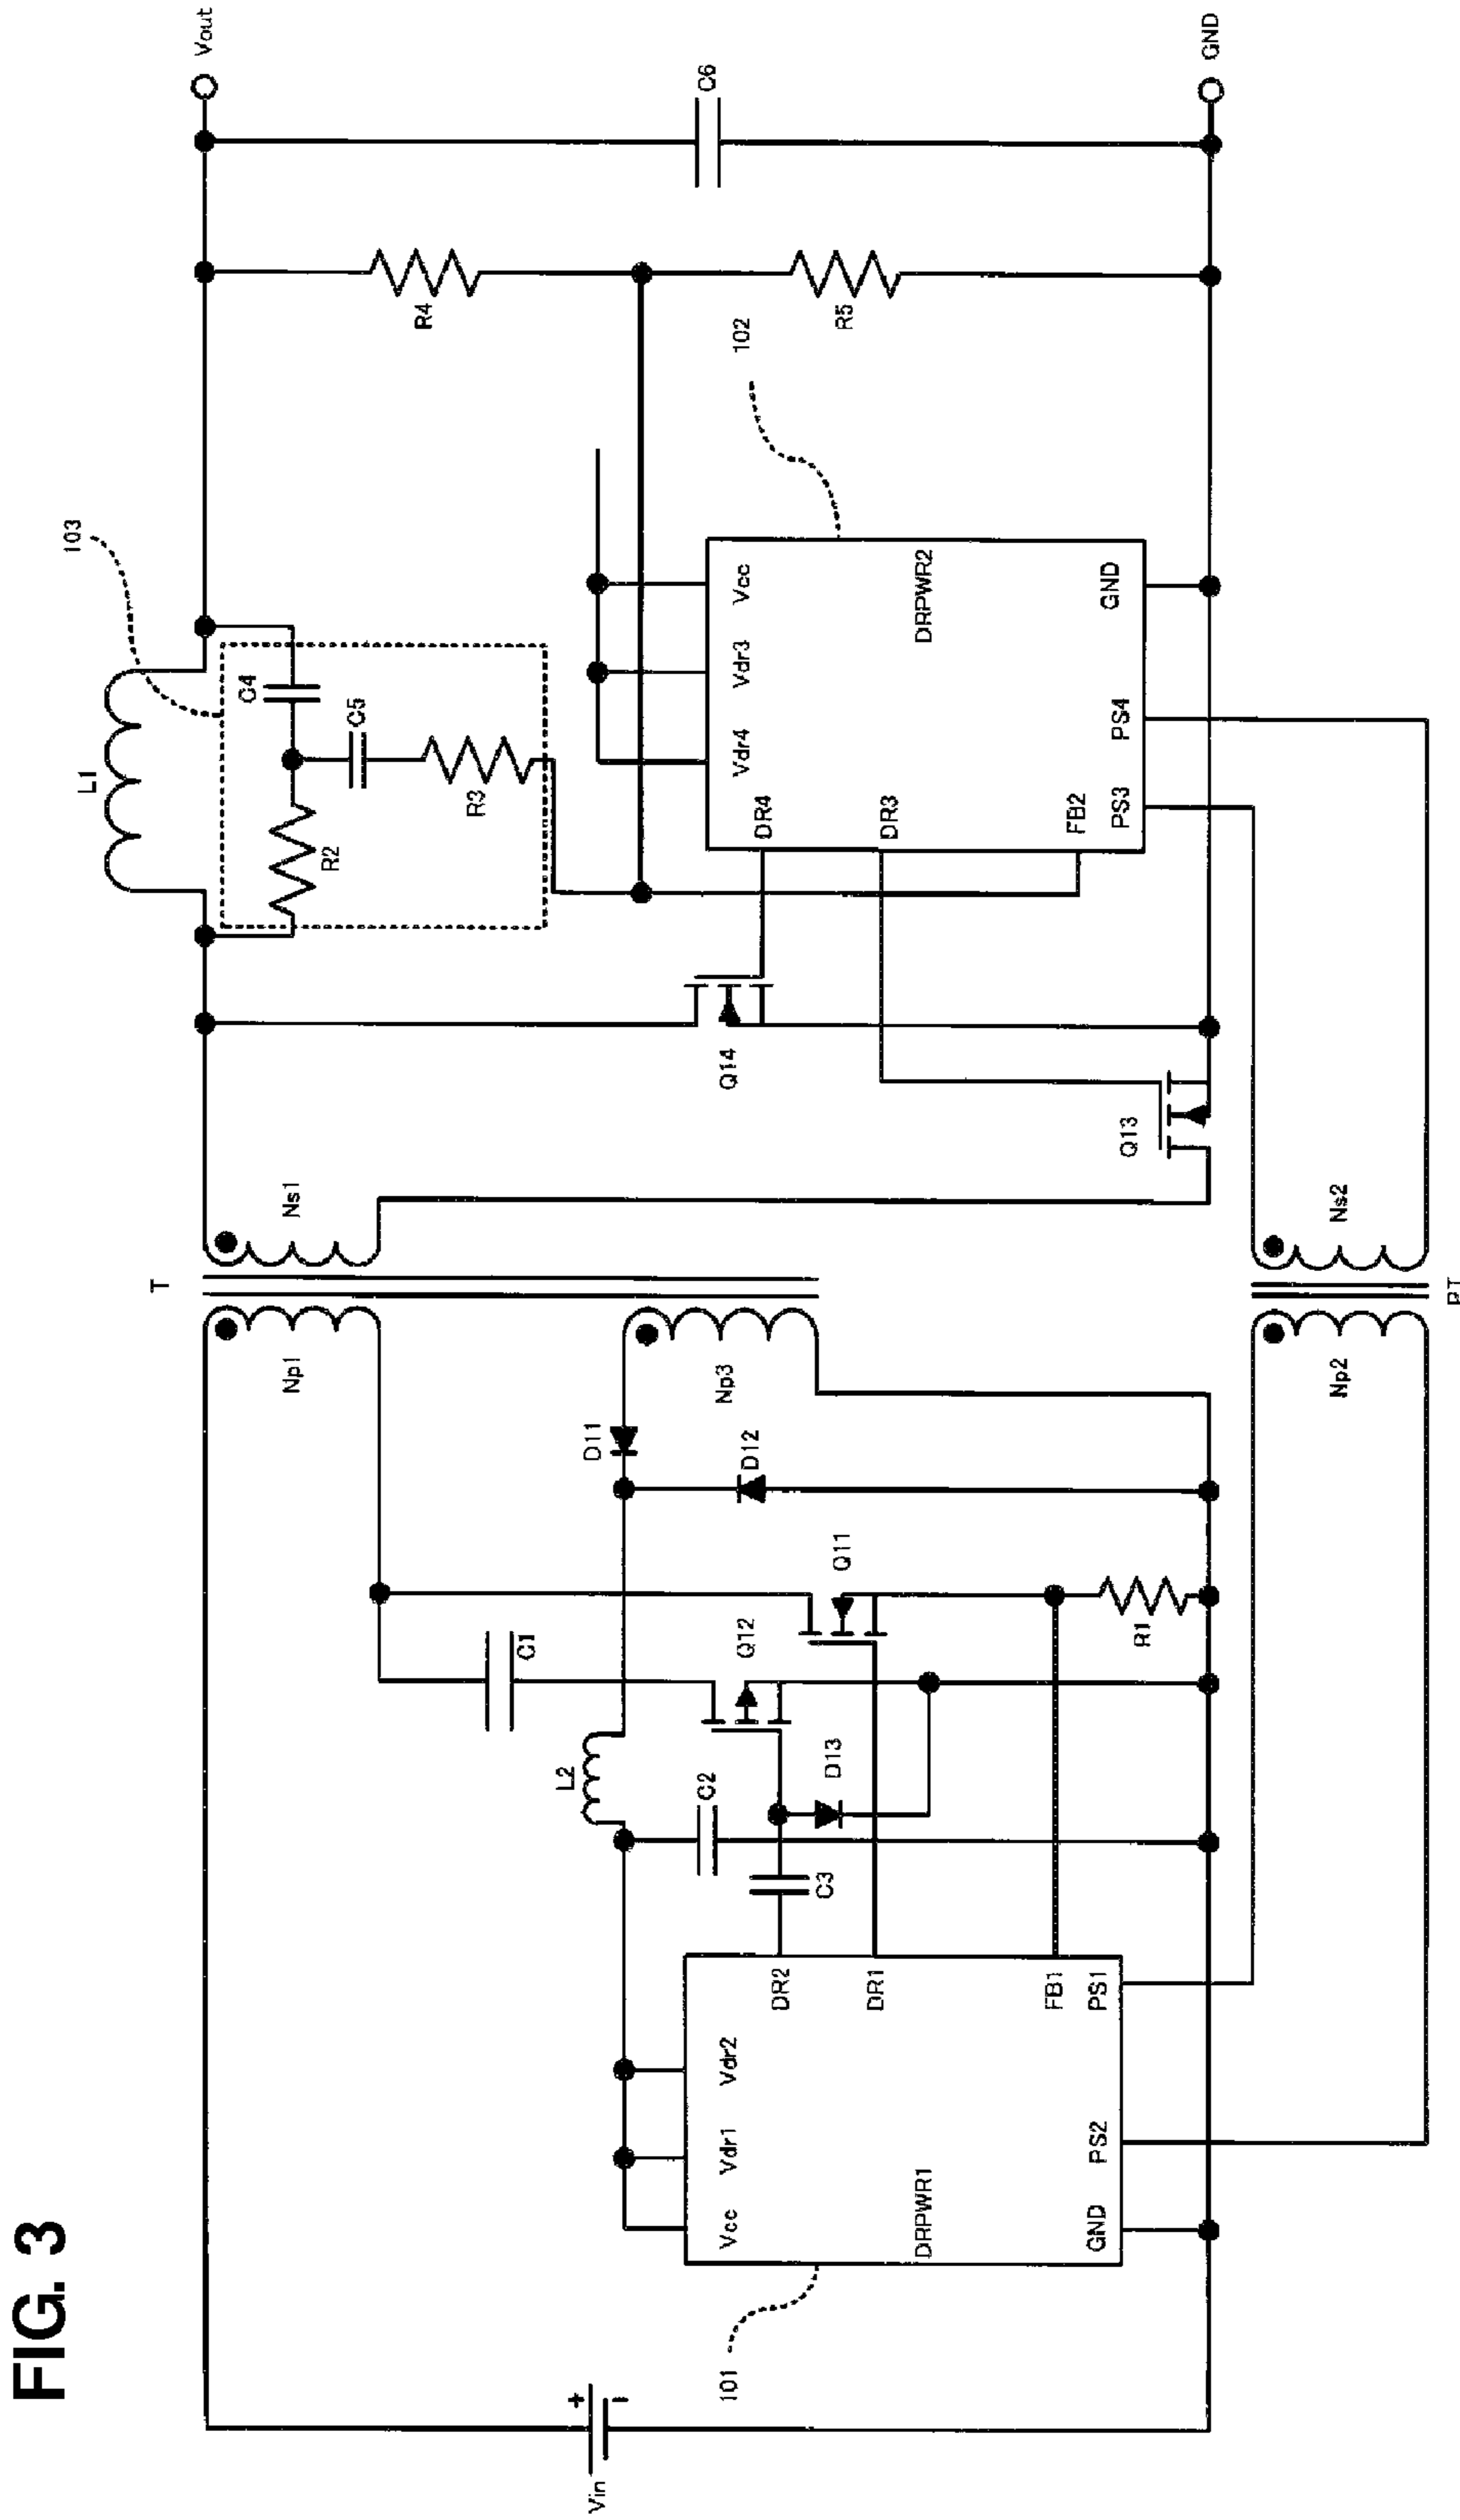 FIG. 3
Vin
+
−
101
Vcc
Vdr1
Vdr2
DRPWR1
GND
PS2
PS1
DR2
DR1
FB1
L2
C2
C3
D13
C1
Q12
Q11
R1
D11
D12
Np1
Np3
Np2
T
Ns1
Ns2
PT
Q13
Q14
L1
103
R2
C4
C5
R3
DR4
DR3
FB2
PS3
PS4
GND
Vdr4
Vdr3
Vcc
DRPWR2
102
R4
R5
C6
Vout
GND